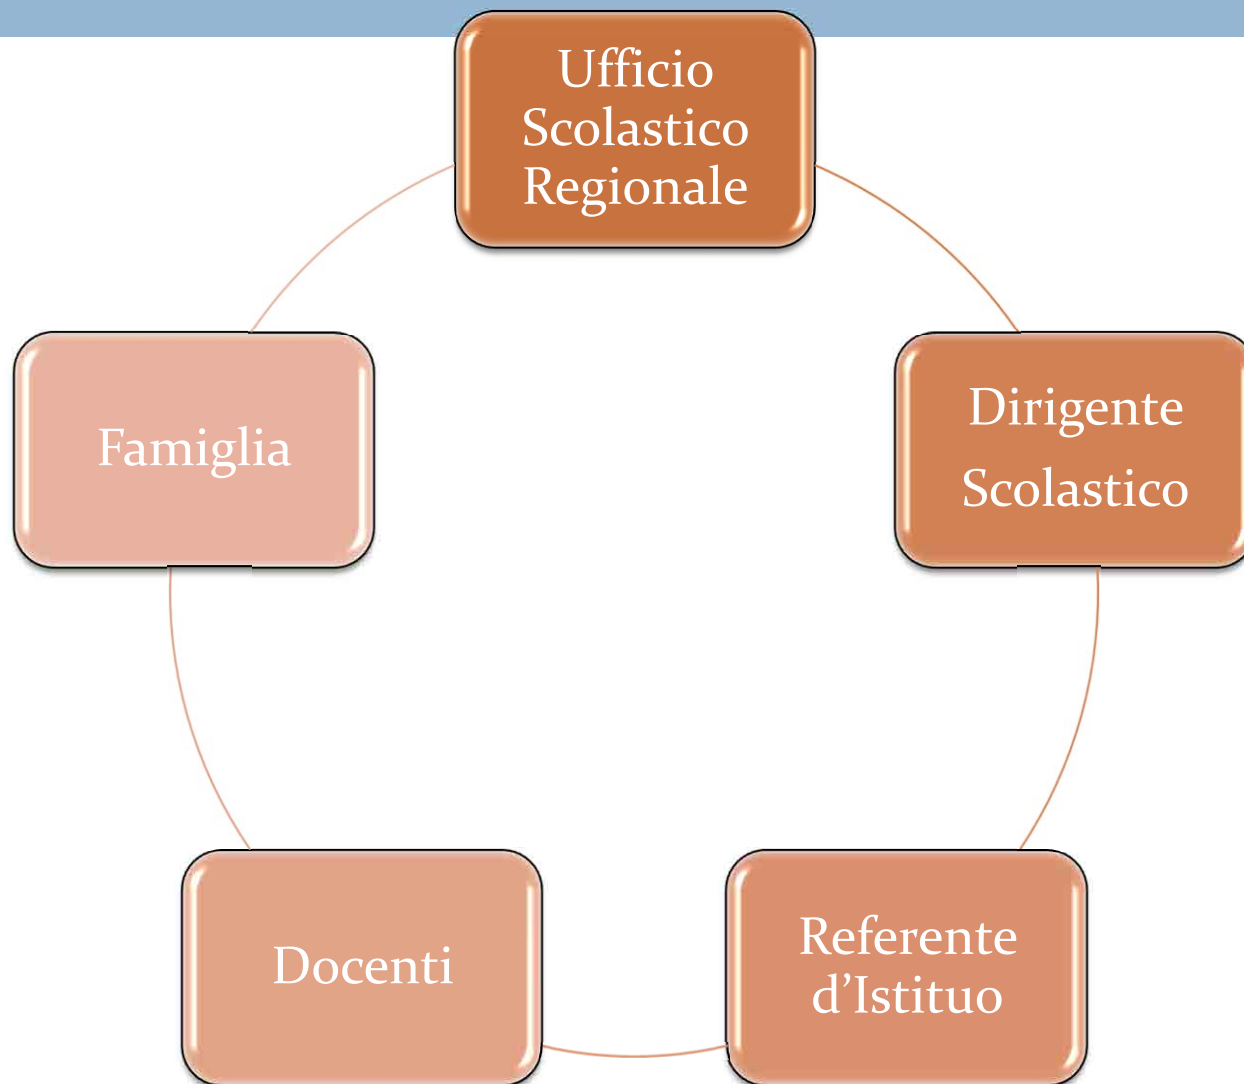 Ufficio
Scolastico
Regionale
Dirigente
Scolastico
Referente
d’Istituo
Docenti
Famiglia